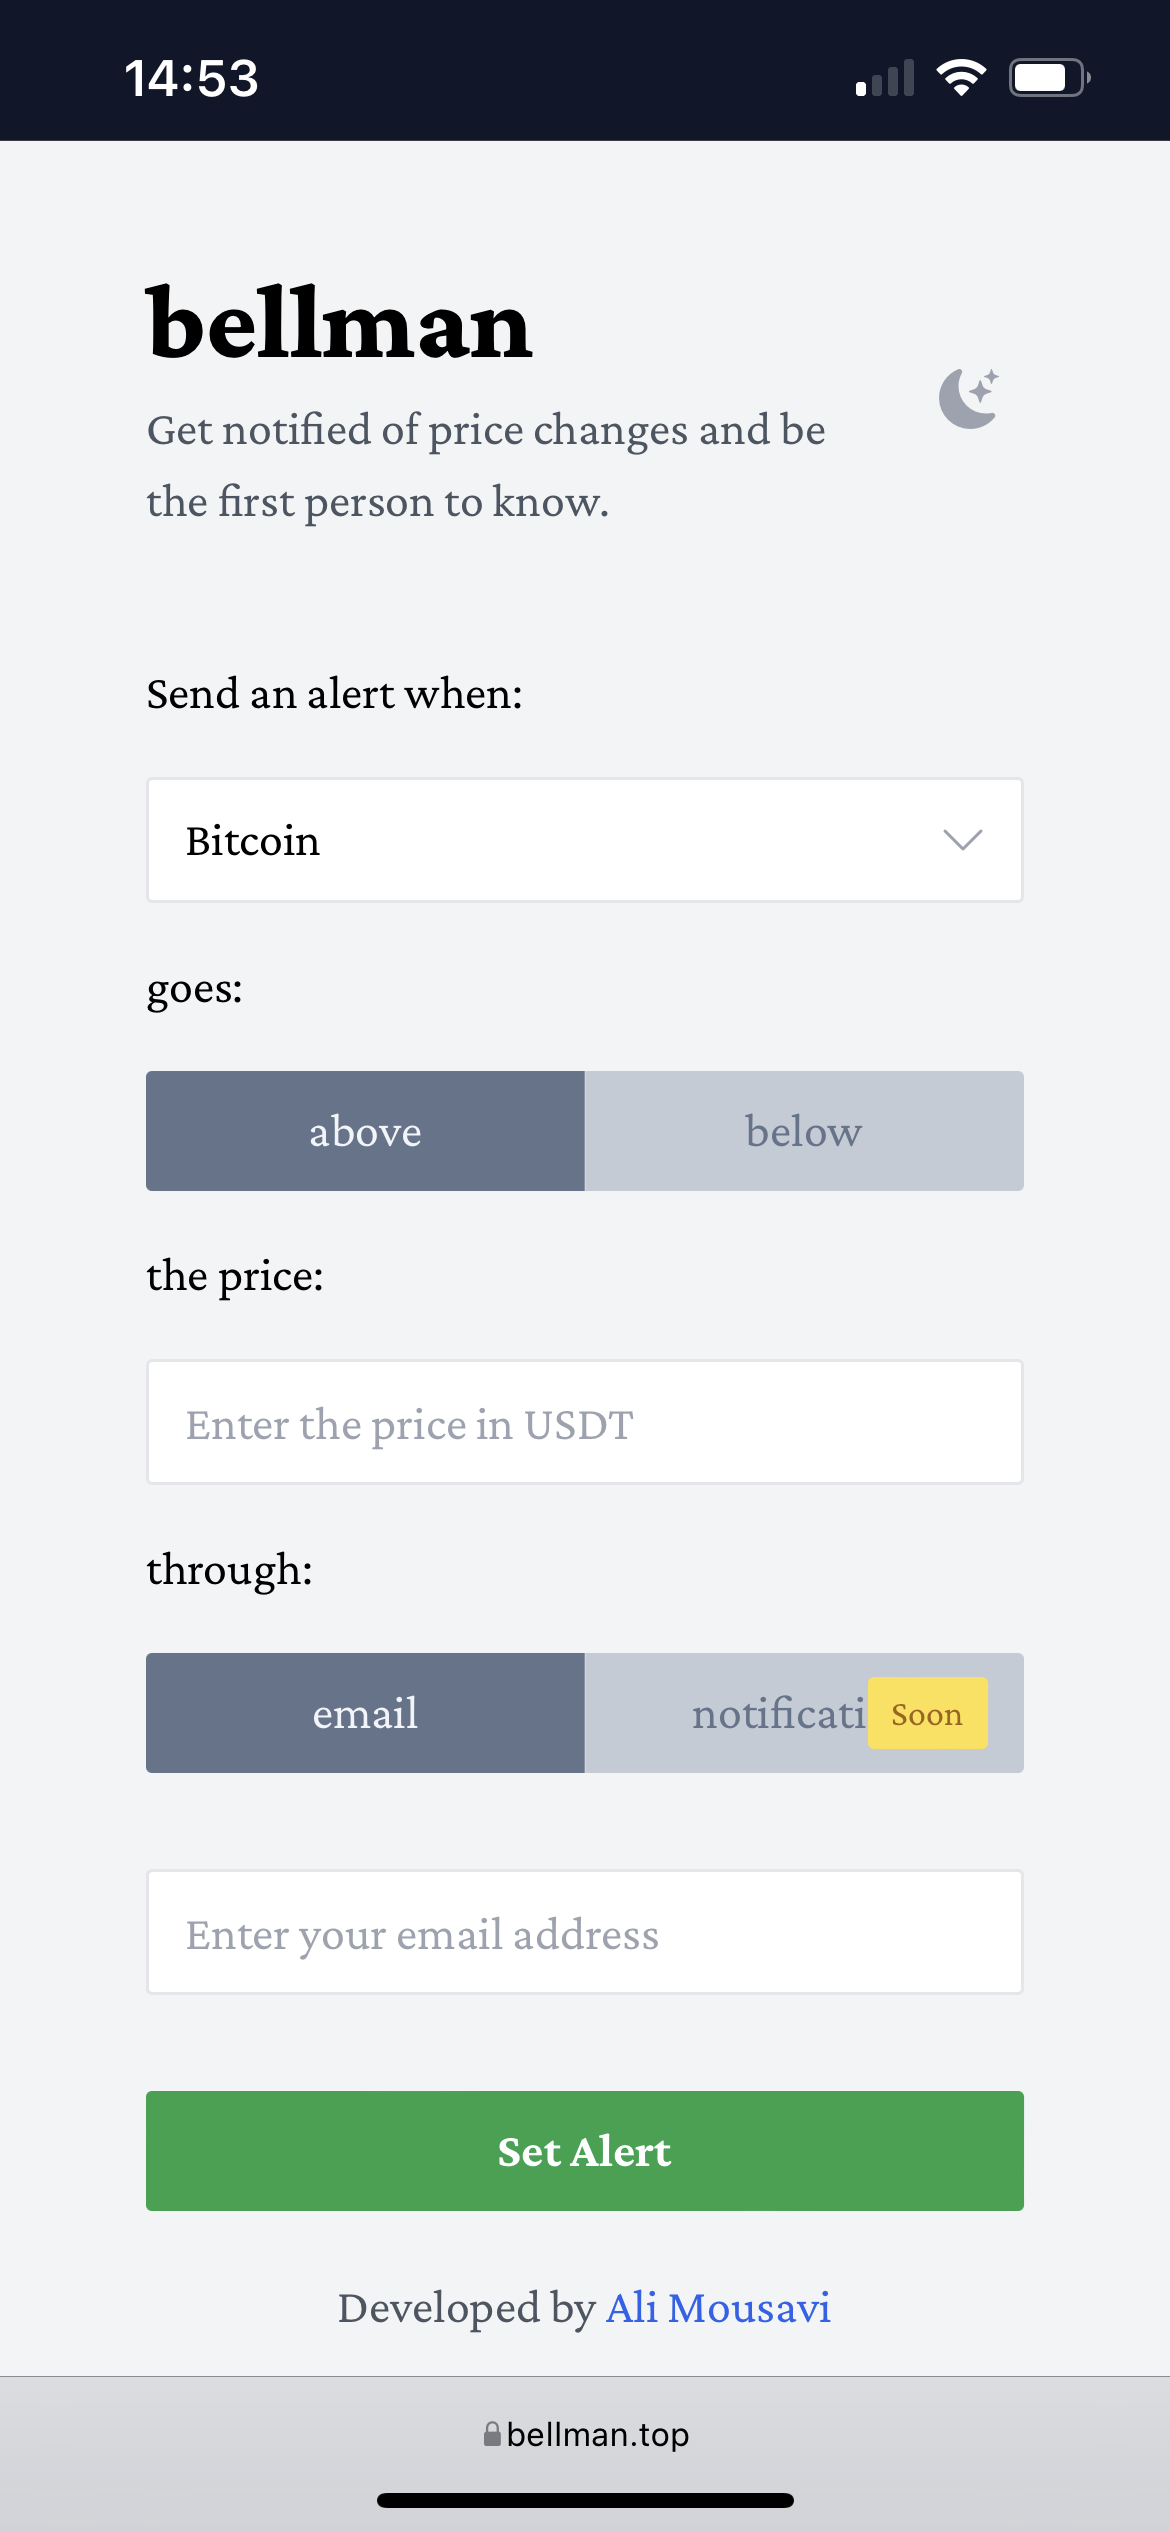 14:53
bellman
Get notified of price changes and be
the first person to know.
Send an alert when:
Bitcoin
goes:
above below
the price:
Enter the price in USDT
through:
email notificati Soon
Enter your email address
Set Alert
Developed by Ali Mousavi
bellman.top